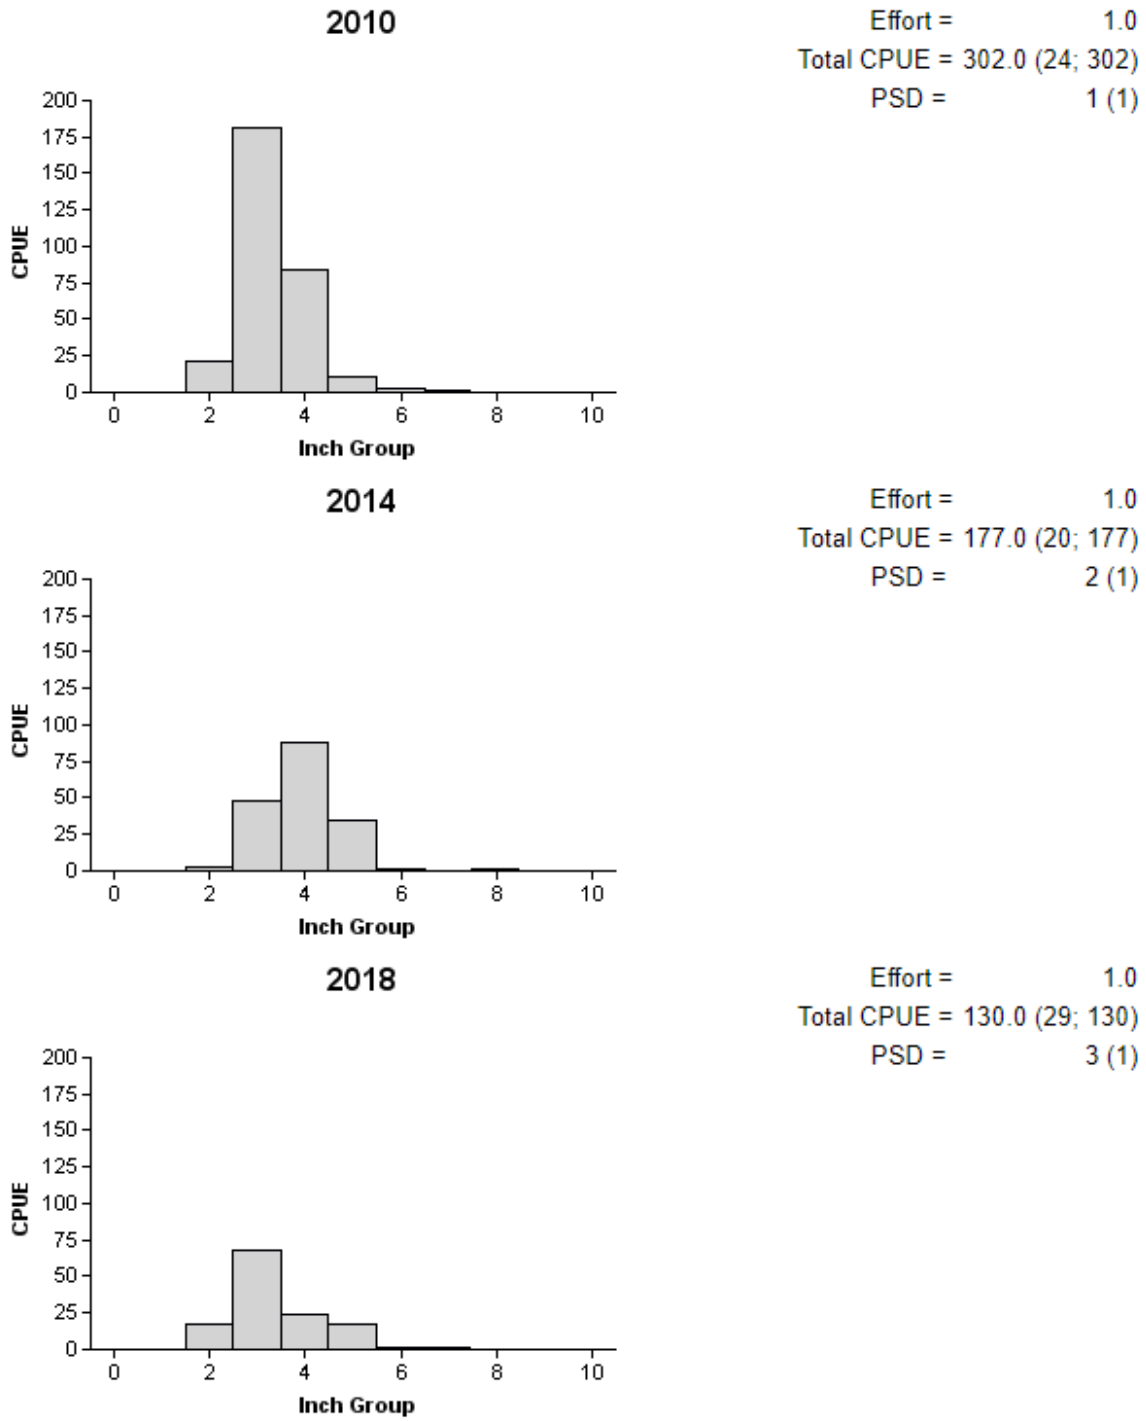 2010
Effort = 1.0
Total CPUE = 302.0 (24; 302)
PSD = 1 (1)
200
175
150
125
100
75
50
25
0
CPUE
0 2 4 6 8 10
Inch Group
2014
Effort = 1.0
Total CPUE = 177.0 (20; 177)
PSD = 2 (1)
200
175
150
125
100
75
50
25
0
CPUE
0 2 4 6 8 10
Inch Group
2018
Effort = 1.0
Total CPUE = 130.0 (29; 130)
PSD = 3 (1)
200
175
150
125
100
75
50
25
0
CPUE
0 2 4 6 8 10
Inch Group